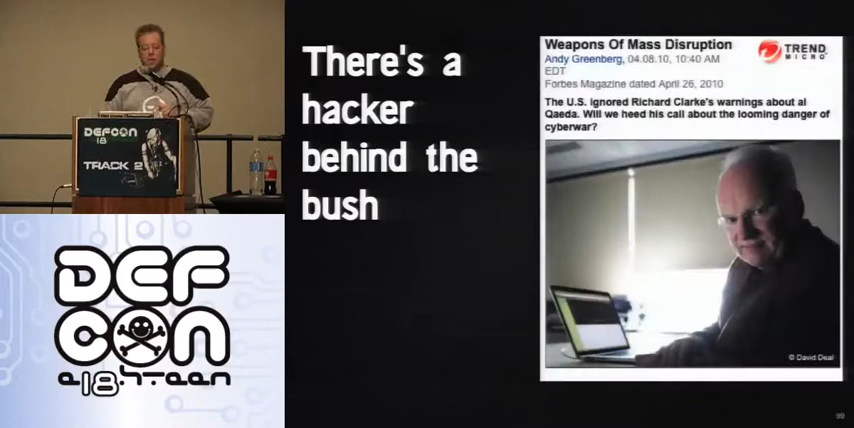 There's a
hacker
behind the
bush
Weapons Of Mass Disruption
Andy Greenberg, 04.08.10, 10:40 AM
EDT
Forbes Magazine dated April 26, 2010
The U.S. ignored Richard Clarke's warnings about al
Qaeda. Will we heed his call about the looming danger of
cyberwar?
TREND
MICRO
© David Deal
DEFCON
18
TRACK 2
DEF
CON
e18hteen
99